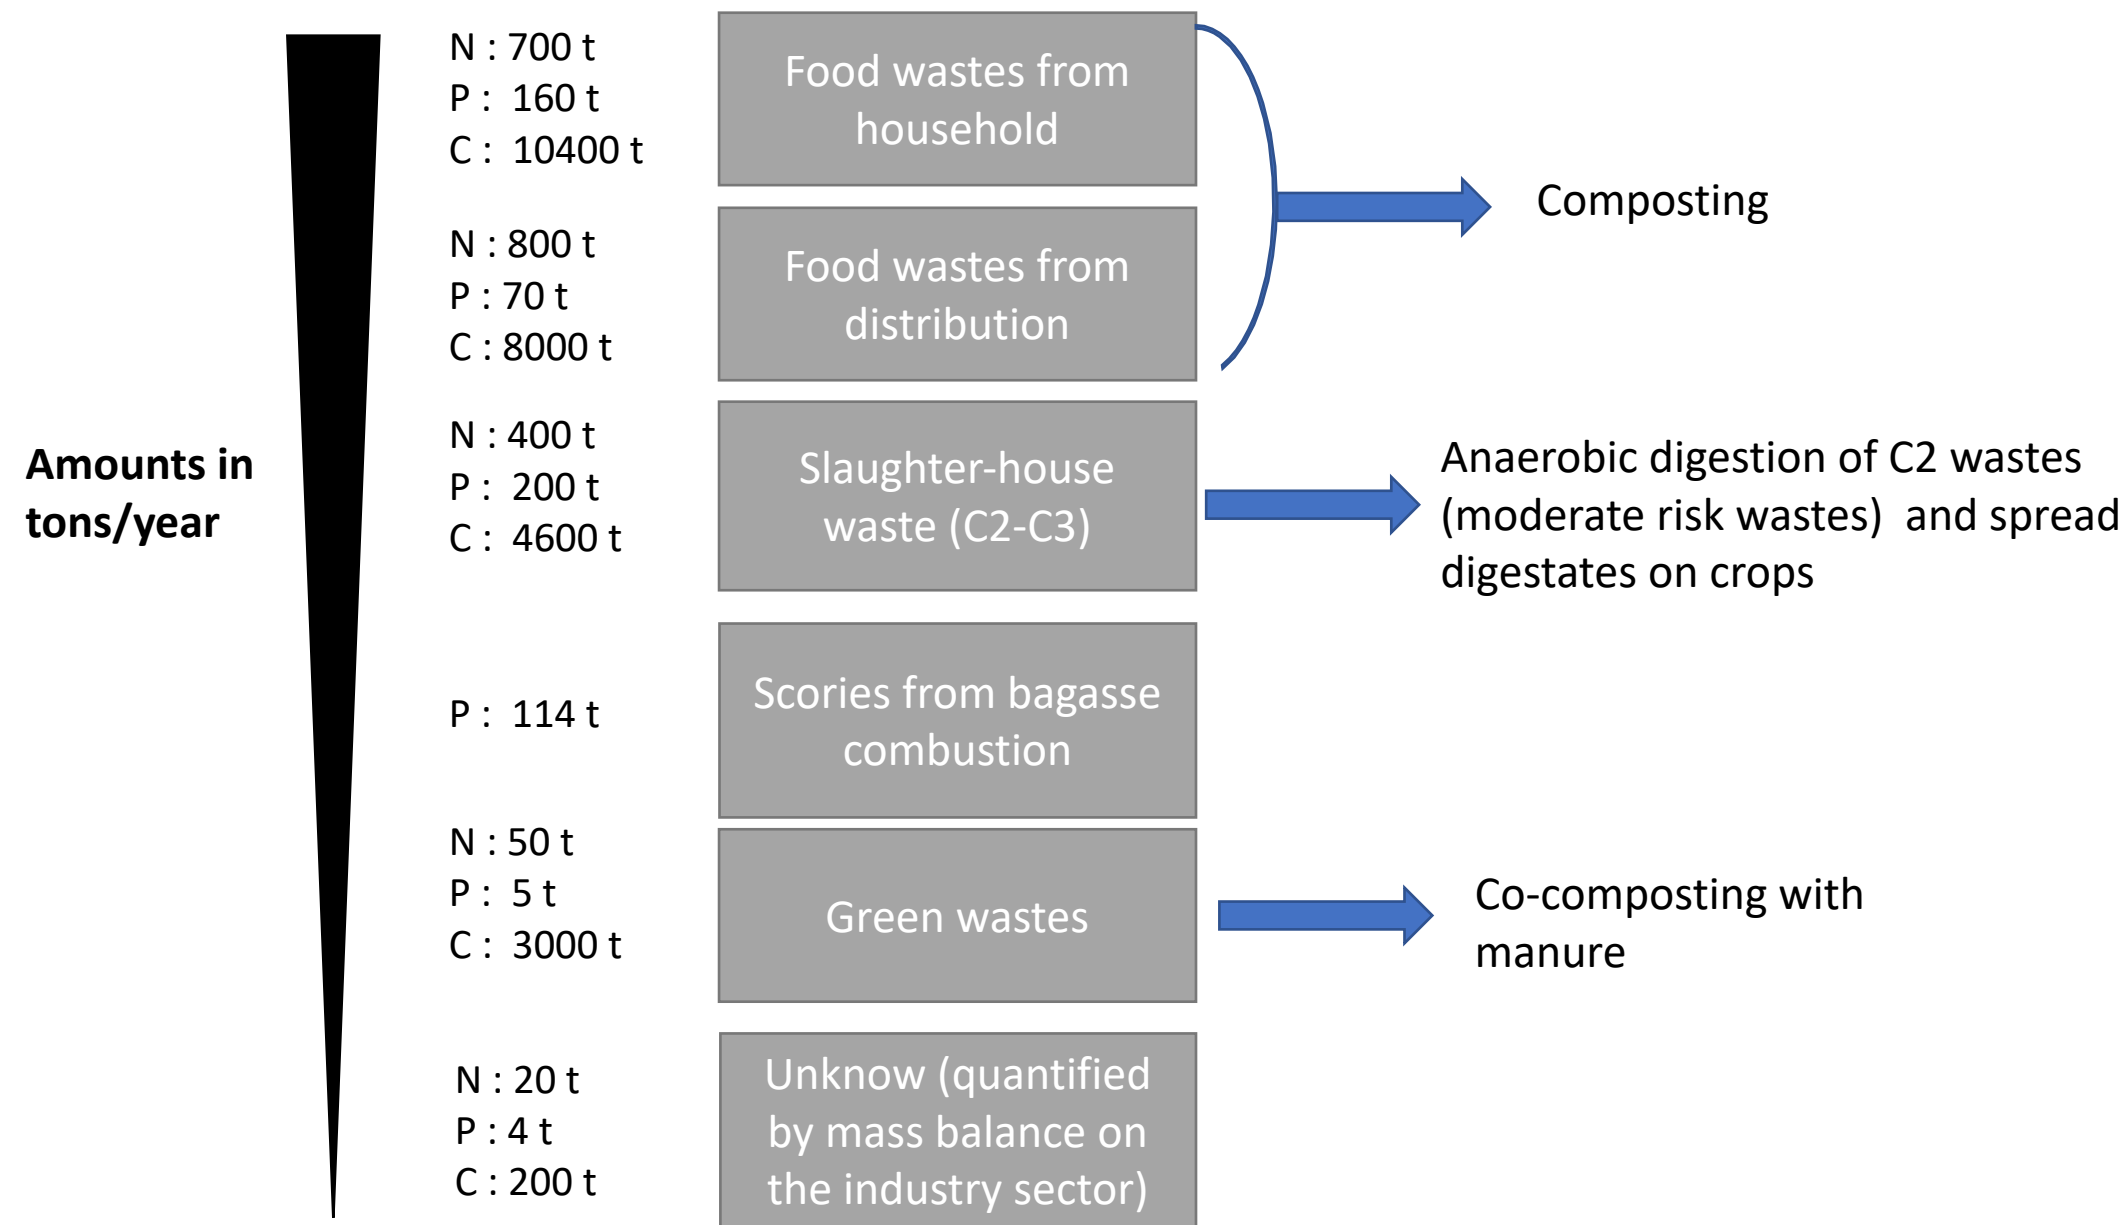 N : 700 t
P :  160 t
C :  10400 t
Food wastes from
household
Composting
N : 800 t
P : 70 t
C : 8000 t
Food wastes from
distribution
Amounts in
tons/year
N : 400 t
P :  200 t
C :  4600 t
Slaughter-house
waste (C2-C3)
Anaerobic digestion of C2 wastes
(moderate risk wastes)  and spread
digestates on crops
P :  114 t
Scories from bagasse
combustion
N : 50 t
P :  5 t
C :  3000 t
Green wastes
Co-composting with
manure
N : 20 t
P : 4 t
C : 200 t
Unknow (quantified
by mass balance on
the industry sector)